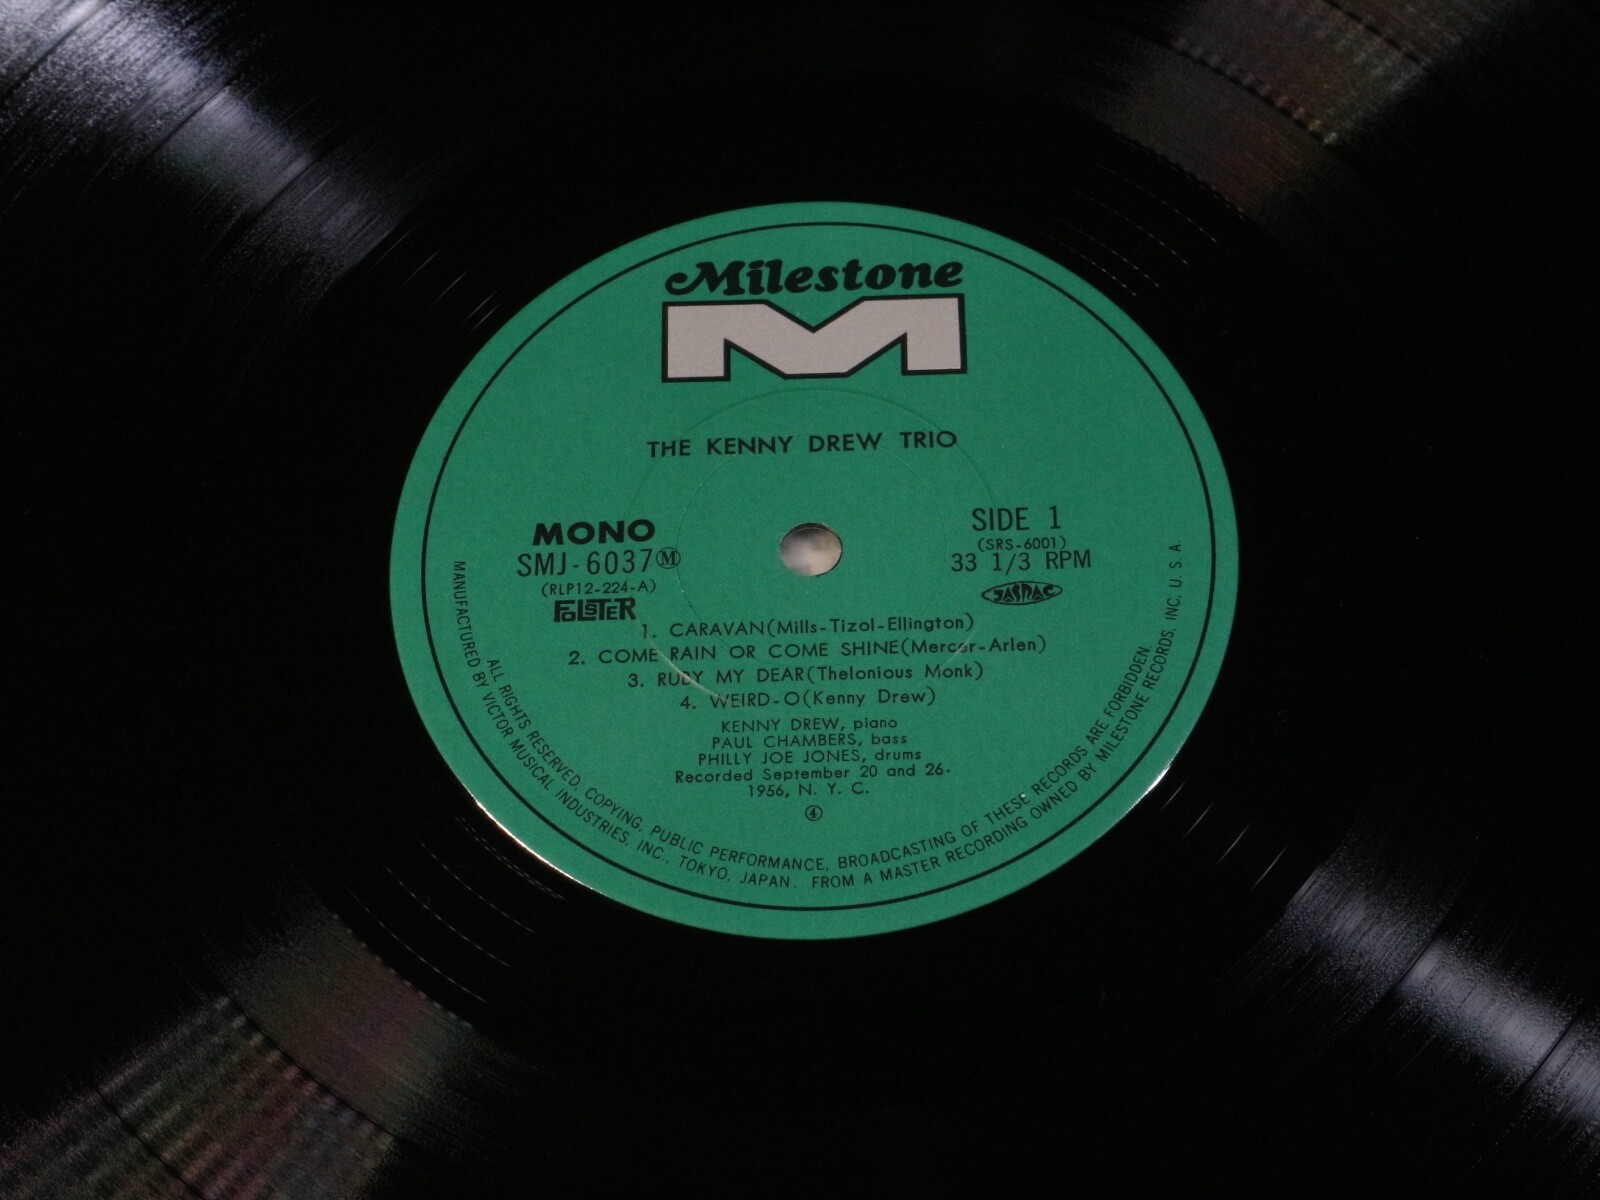 Milestone
M
THE KENNY DREW TRIO
MONO
SMJ-6037Ⓜ
(RLP12-224-A)
FOLSTER
SIDE 1
(SRS-6001)
33 1/3 RPM
JASRAC
1. CARAVAN(Mills-Tizol-Ellington)
2. COME RAIN OR COME SHINE(Mercer-Arlen)
3. RUBY MY DEAR(Thelonious Monk)
4. WEIRD-O(Kenny Drew)
KENNY DREW, piano
PAUL CHAMBERS, bass
PHILLY JOE JONES, drums
Recorded September 20 and 26.
1956, N. Y. C.
④
ALL RIGHTS RESERVED. COPYING, PUBLIC PERFORMANCE, BROADCASTING OF THESE RECORDS ARE FORBIDDEN.
MANUFACTURED BY VICTOR MUSICAL INDUSTRIES, INC., TOKYO, JAPAN. FROM A MASTER RECORDING OWNED BY MILESTONE RECORDS, INC, U. S. A.